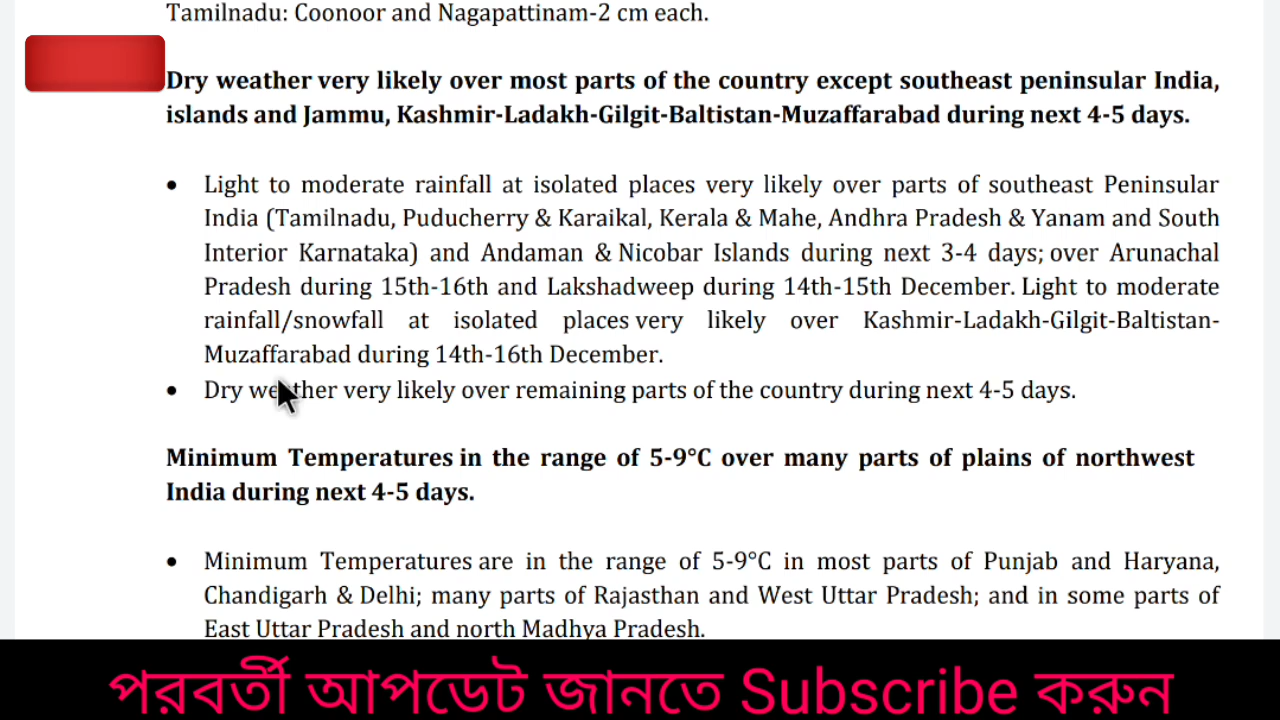 Tamilnadu: Coonoor and Nagapattinam-2 cm each.
Dry weather very likely over most parts of the country except southeast peninsular India,
islands and Jammu, Kashmir-Ladakh-Gilgit-Baltistan-Muzaffarabad during next 4-5 days.
• Light to moderate rainfall at isolated places very likely over parts of southeast Peninsular
India (Tamilnadu, Puducherry & Karaikal, Kerala & Mahe, Andhra Pradesh & Yanam and South
Interior Karnataka) and Andaman & Nicobar Islands during next 3-4 days; over Arunachal
Pradesh during 15th-16th and Lakshadweep during 14th-15th December. Light to moderate
rainfall/snowfall at isolated places very likely over Kashmir-Ladakh-Gilgit-Baltistan-
Muzaffarabad during 14th-16th December.
• Dry weather very likely over remaining parts of the country during next 4-5 days.
Minimum Temperatures in the range of 5-9°C over many parts of plains of northwest
India during next 4-5 days.
• Minimum Temperatures are in the range of 5-9°C in most parts of Punjab and Haryana,
Chandigarh & Delhi; many parts of Rajasthan and West Uttar Pradesh; and in some parts of
East Uttar Pradesh and north Madhya Pradesh.
পরবর্তী আপডেট জানতে Subscribe করুন